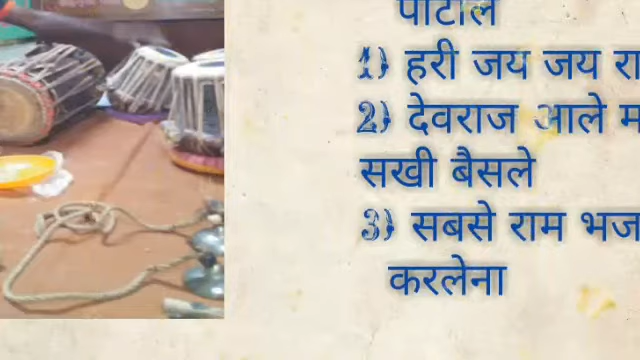 पाटील
1) हरी जय जय रा
2) देवराज आले म
सखी बैसले
3) सबसे राम भज
करलेना